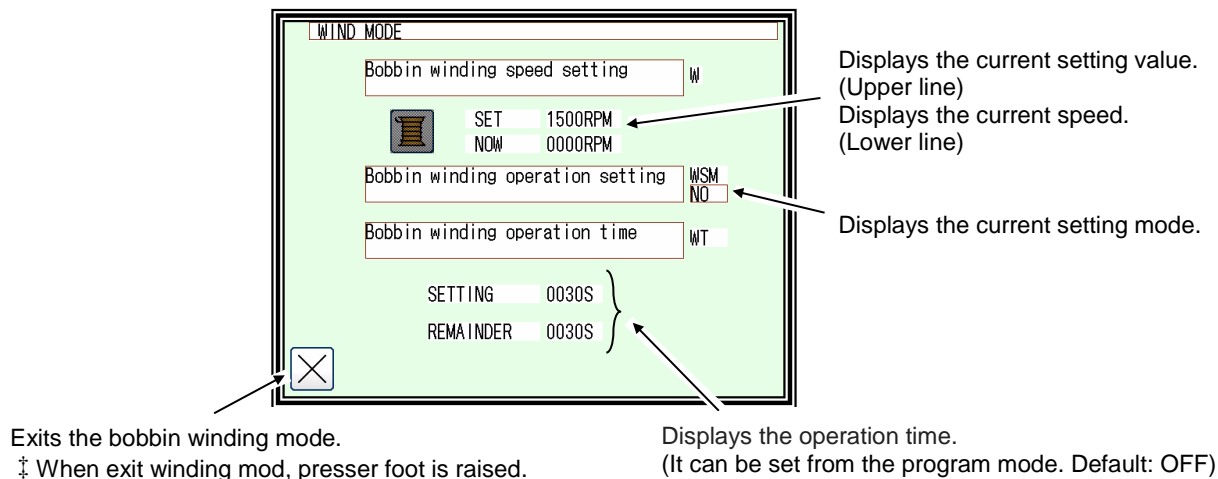 WIND MODE
Bobbin winding speed setting W
SET 1500RPM
NOW 0000RPM
Bobbin winding operation setting WSM
NO
Bobbin winding operation time WT
SETTING 0030S
REMAINDER 0030S
Displays the current setting value.
(Upper line)
Displays the current speed.
(Lower line)
Displays the current setting mode.
Exits the bobbin winding mode.
‡ When exit winding mod, presser foot is raised.
Displays the operation time.
(It can be set from the program mode. Default: OFF)